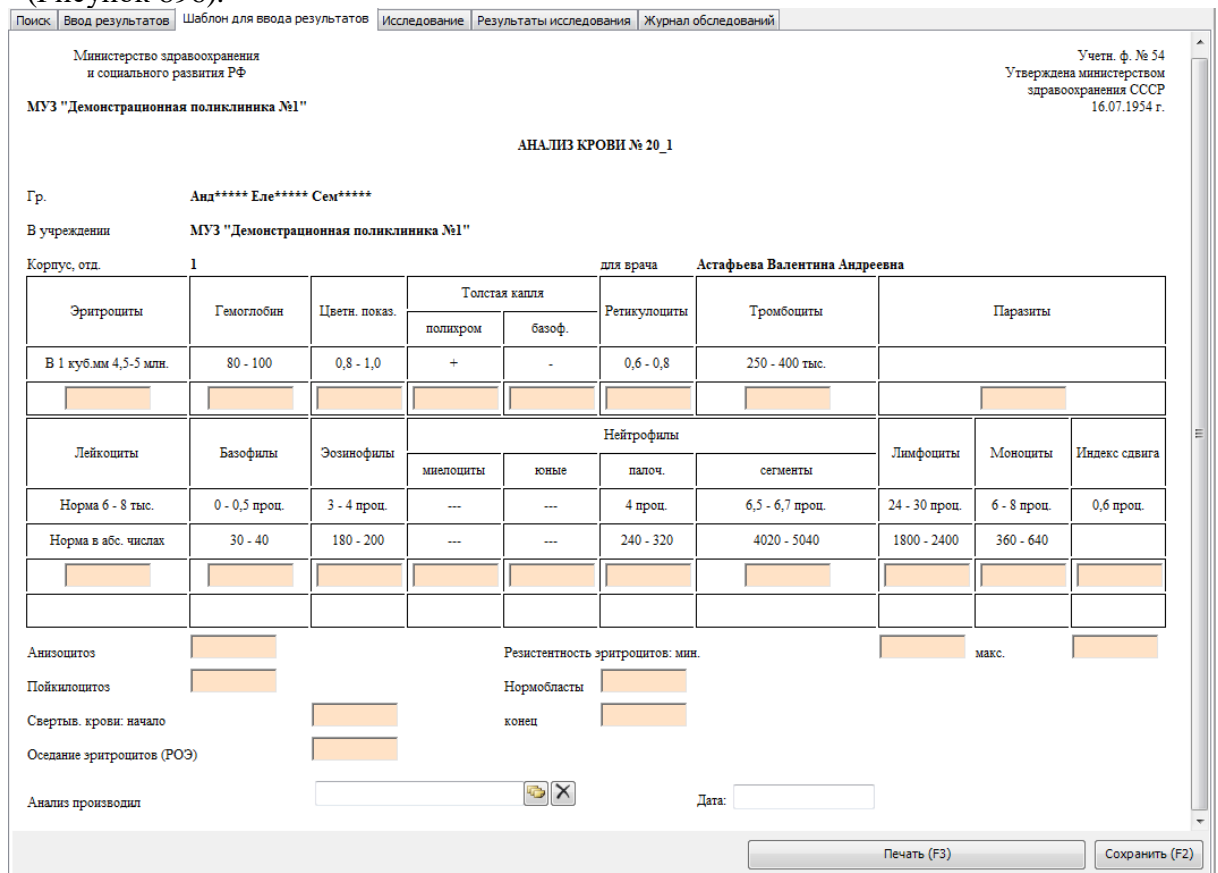 Поиск Ввод результатов Шаблон для ввода результатов Исследование Результаты исследования Журнал обследований
Министерство здравоохранения
и социального развития РФ
Учетн. ф. № 54
Утверждена министерством
здравоохранения СССР
16.07.1954 г.
МУЗ "Демонстрационная поликлиника №1"
АНАЛИЗ КРОВИ № 20_1
Гр. Анд***** Еле***** Сем*****
В учреждении МУЗ "Демонстрационная поликлиника №1"
Корпус, отд. 1 для врача Астафьева Валентина Андреевна
Эритроциты Гемоглобин Цветн. показ. Толстая капля Ретикулоциты Тромбоциты Паразиты
полихром базоф.
В 1 куб.мм 4,5-5 млн. 80 - 100 0,8 - 1,0 + - 0,6 - 0,8 250 - 400 тыс.
Лейкоциты Базофилы Эозинофилы Нейтрофилы Лимфоциты Моноциты Индекс сдвига
миелоциты юные палоч. сегменты
Норма 6 - 8 тыс. 0 - 0,5 проц. 3 - 4 проц. --- --- 4 проц. 6,5 - 6,7 проц. 24 - 30 проц. 6 - 8 проц. 0,6 проц.
Норма в абс. числах 30 - 40 180 - 200 --- --- 240 - 320 4020 - 5040 1800 - 2400 360 - 640
Анизоцитоз Резистентность эритроцитов: мин. макс.
Пойкилоцитоз Нормобласты
Свертыв. крови: начало конец
Оседание эритроцитов (РОЭ)
Анализ производил Дата:
Печать (F3) Сохранить (F2)